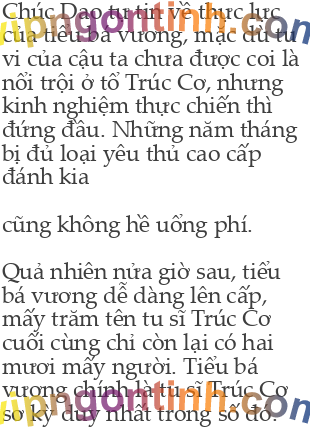 Chúc Dao tự tin về thực lực
của tiểu bá vương, mặc dù tu
vi của cậu ta chưa được coi là
nổi trội ở tổ Trúc Cơ, nhưng
kinh nghiệm thực chiến thì
đứng đầu. Những năm tháng
bị đủ loại yêu thủ cao cấp
đánh kia
cũng không hề uổng phí.
Quả nhiên nửa giờ sau, tiểu
bá vương dễ dàng lên cấp,
mấy trăm tên tu sĩ Trúc Cơ
cuối cùng chỉ còn lại có hai
mươi mấy người. Tiểu bá
vương chính là tu sĩ Trúc Cơ
sơ kỳ duy nhất trong số đó.
vipngontinh.com
vipngontinh.com